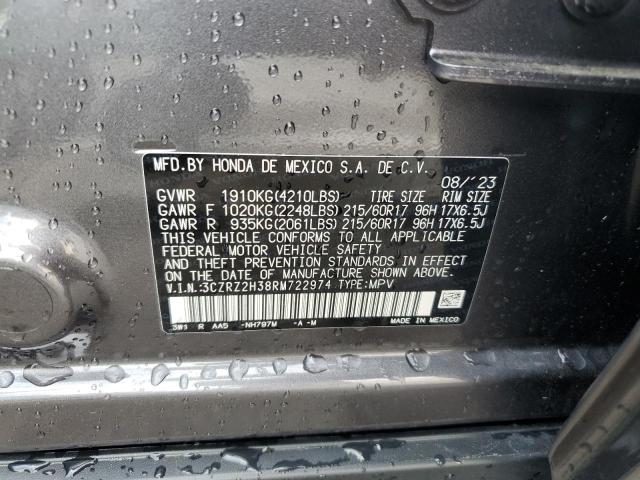 MFD.BY HONDA DE MEXICO S.A. DE C.V.
08/'23
GVWR 1910KG(4210LBS) TIRE SIZE RIM SIZE
GAWR F 1020KG(2248LBS) 215/60R17 96H 17X6.5J
GAWR R 935KG(2061LBS) 215/60R17 96H 17X6.5J
THIS VEHICLE CONFORMS TO ALL APPLICABLE
FEDERAL MOTOR VEHICLE SAFETY
AND THEFT PREVENTION STANDARDS IN EFFECT
ON THE DATE OF MANUFACTURE SHOWN ABOVE.
V.I.N.:3CZRZ2H38RM722974 TYPE:MPV
3W1 R AA5 -NH797M -A -M MADE IN MEXICO